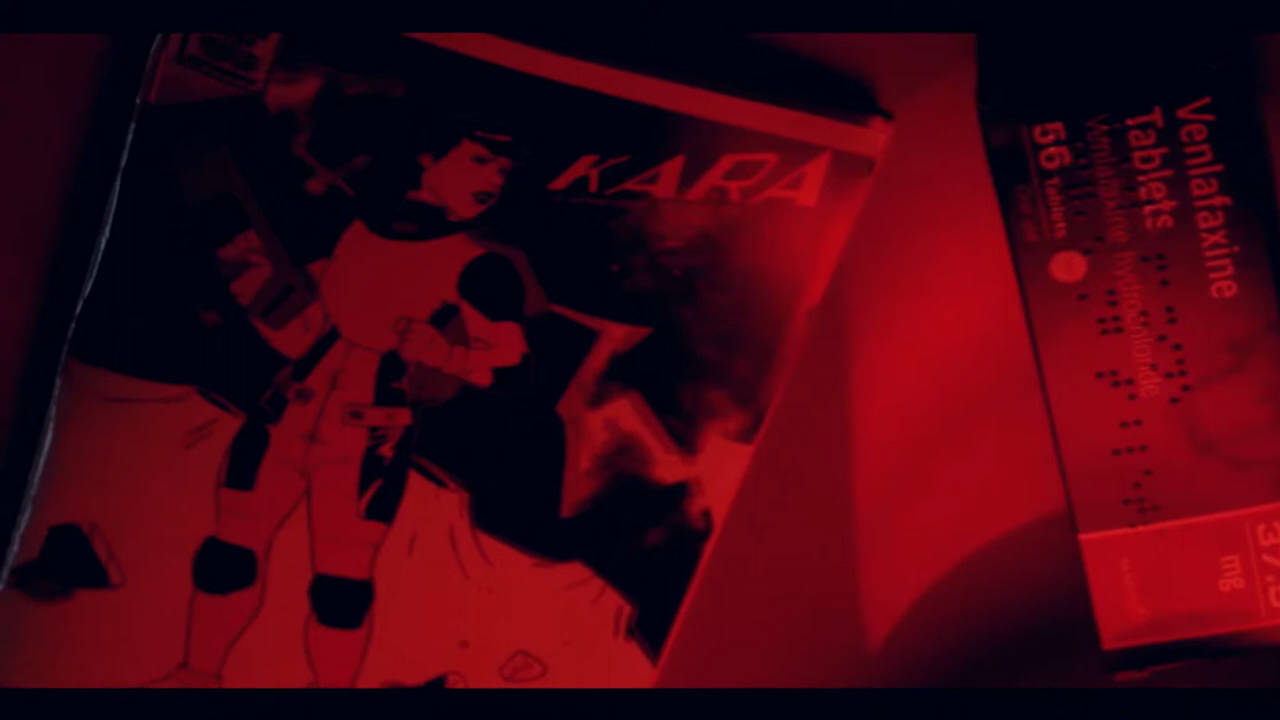 KARA
Venlafaxine
Tablets
Venlafaxine hydrochloride
56 Tablets
mg